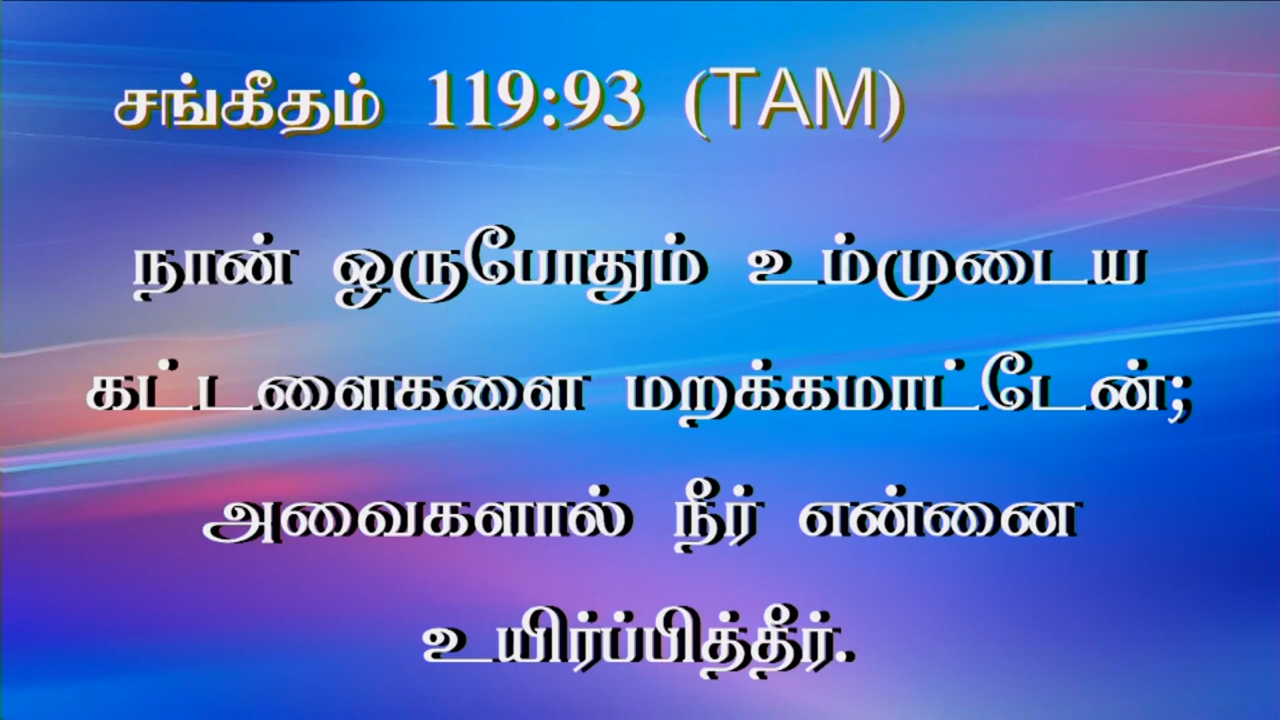 சங்கீதம் 119:93 (TAM)
நான் ஒருபோதும் உம்முடைய
கட்டளைகளை மறக்கமாட்டேன்;
அவைகளால் நீர் என்னை
உயிர்ப்பித்தீர்.